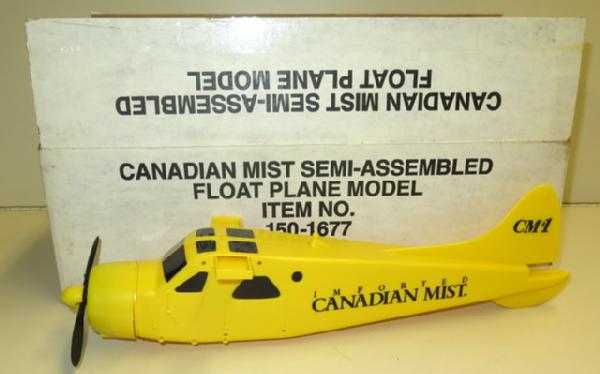 CANADIAN MIST SEMI-ASSEMBLED
FLOAT PLANE MODEL
CANADIAN MIST SEMI-ASSEMBLED
FLOAT PLANE MODEL
ITEM NO.
150-1677
CM-1
IMPORTED
CANADIAN MIST.